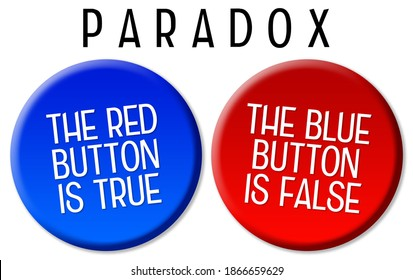 PARADOX
THE RED
BUTTON
IS TRUE
THE BLUE
BUTTON
IS FALSE
shutterstock.com · 1866659629